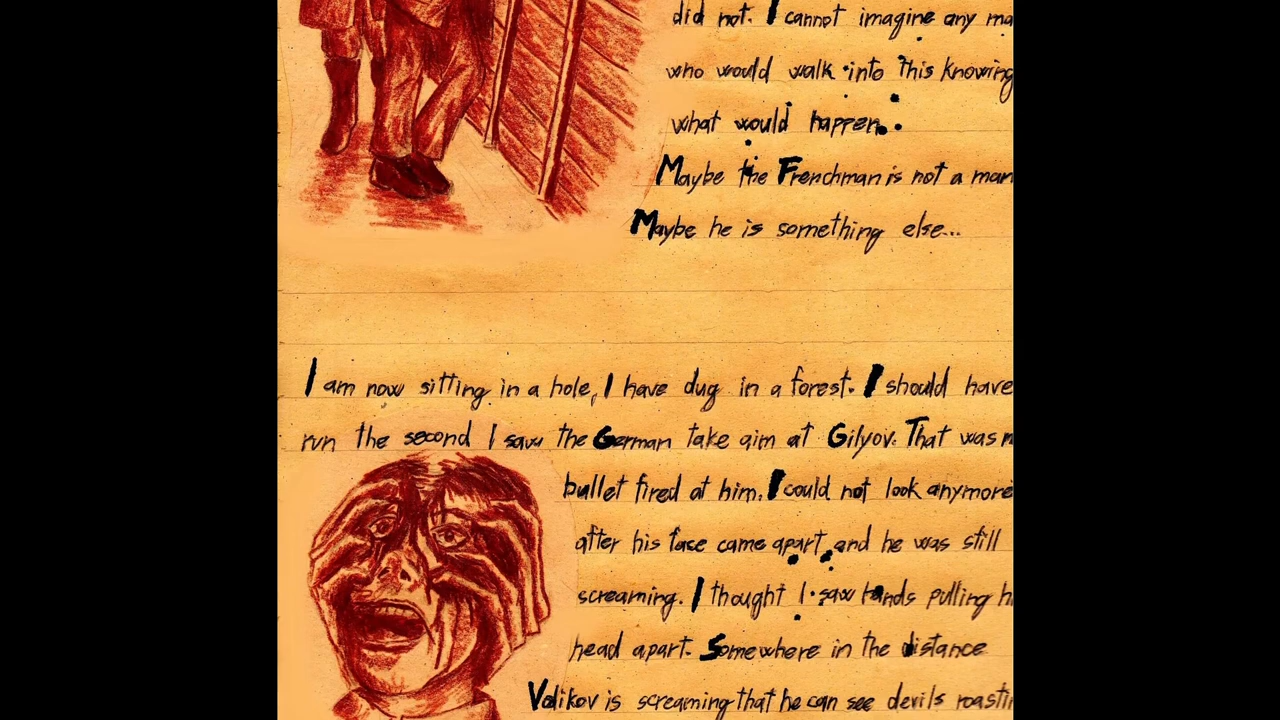 did not. I cannot imagine any ma
who would walk into this knowing
what would happen.
Maybe the Frenchman is not a man
Maybe he is something else...
I am now sitting in a hole, I have dug in a forest. I should have
run the second I saw the German take aim at Gilyov. That was n
bullet fired at him. I could not look anymore
after his face came apart, and he was still
screaming. I thought I saw hands pulling hi
head apart. Somewhere in the distance
Volikov is screaming that he can see devils roasti